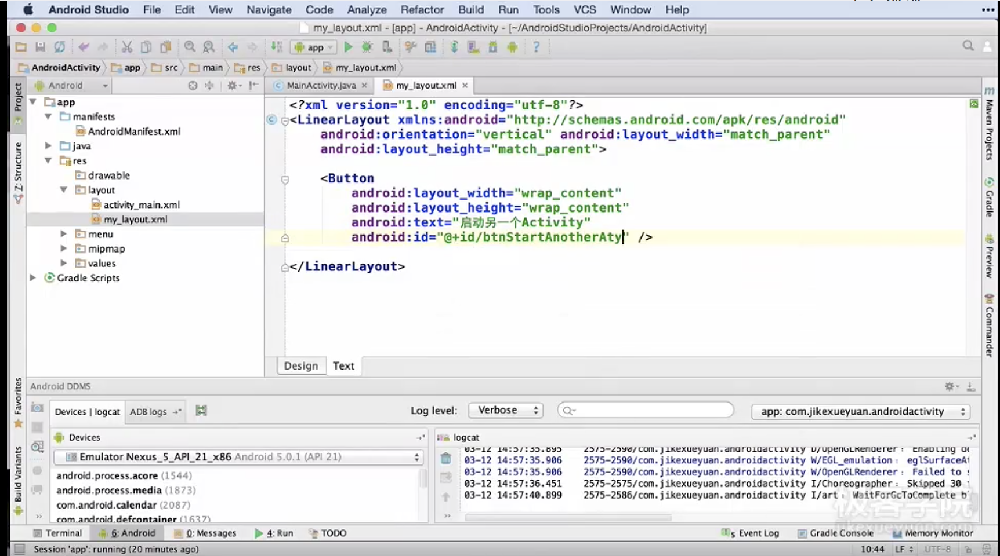 Android Studio File Edit View Navigate Code Analyze Refactor Build Run Tools VCS Window Help
my_layout.xml - [app] - AndroidActivity - [~/AndroidStudioProjects/AndroidActivity]
app
AndroidActivity app src main res layout my_layout.xml
Project
Z: Structure
Favorites
Build Variants
Android
app
manifests
AndroidManifest.xml
java
res
drawable
layout
activity_main.xml
my_layout.xml
menu
mipmap
values
Gradle Scripts
MainActivity.java my_layout.xml
<?xml version="1.0" encoding="utf-8"?>
<LinearLayout xmlns:android="http://schemas.android.com/apk/res/android"
android:orientation="vertical" android:layout_width="match_parent"
android:layout_height="match_parent">
<Button
android:layout_width="wrap_content"
android:layout_height="wrap_content"
android:text="启动另一个Activity"
android:id="@+id/btnStartAnotherAty" />
</LinearLayout>
Design Text
Maven Projects
Gradle
Preview
Commander
Android DDMS
Devices | logcat ADB logs Log level: Verbose app: com.jikexueyuan.androidactivity
Devices
Emulator Nexus_5_API_21_x86 Android 5.0.1 (API 21)
android.process.acore (1544)
android.process.media (1873)
com.android.calendar (2087)
com.android.defcontainer (1637)
logcat
03-12 14:57:35.895 2575-2590/com.jikexueyuan.androidactivity D/OpenGLRenderer: Enabling
03-12 14:57:35.906 2575-2590/com.jikexueyuan.androidactivity W/EGL_emulation: eglSurfaceA
03-12 14:57:35.906 2575-2590/com.jikexueyuan.androidactivity W/OpenGLRenderer: Failed to
03-12 14:57:36.451 2575-2575/com.jikexueyuan.androidactivity I/Choreographer: Skipped 30
03-12 14:57:40.899 2575-2586/com.jikexueyuan.androidactivity I/art: WaitForGcToComplete b
极客学院
jikexueyuan.com
Terminal 6: Android 0: Messages 4: Run TODO 5 Event Log Gradle Console Memory Monitor
Session 'app': running (20 minutes ago) 10:44 LF UTF-8